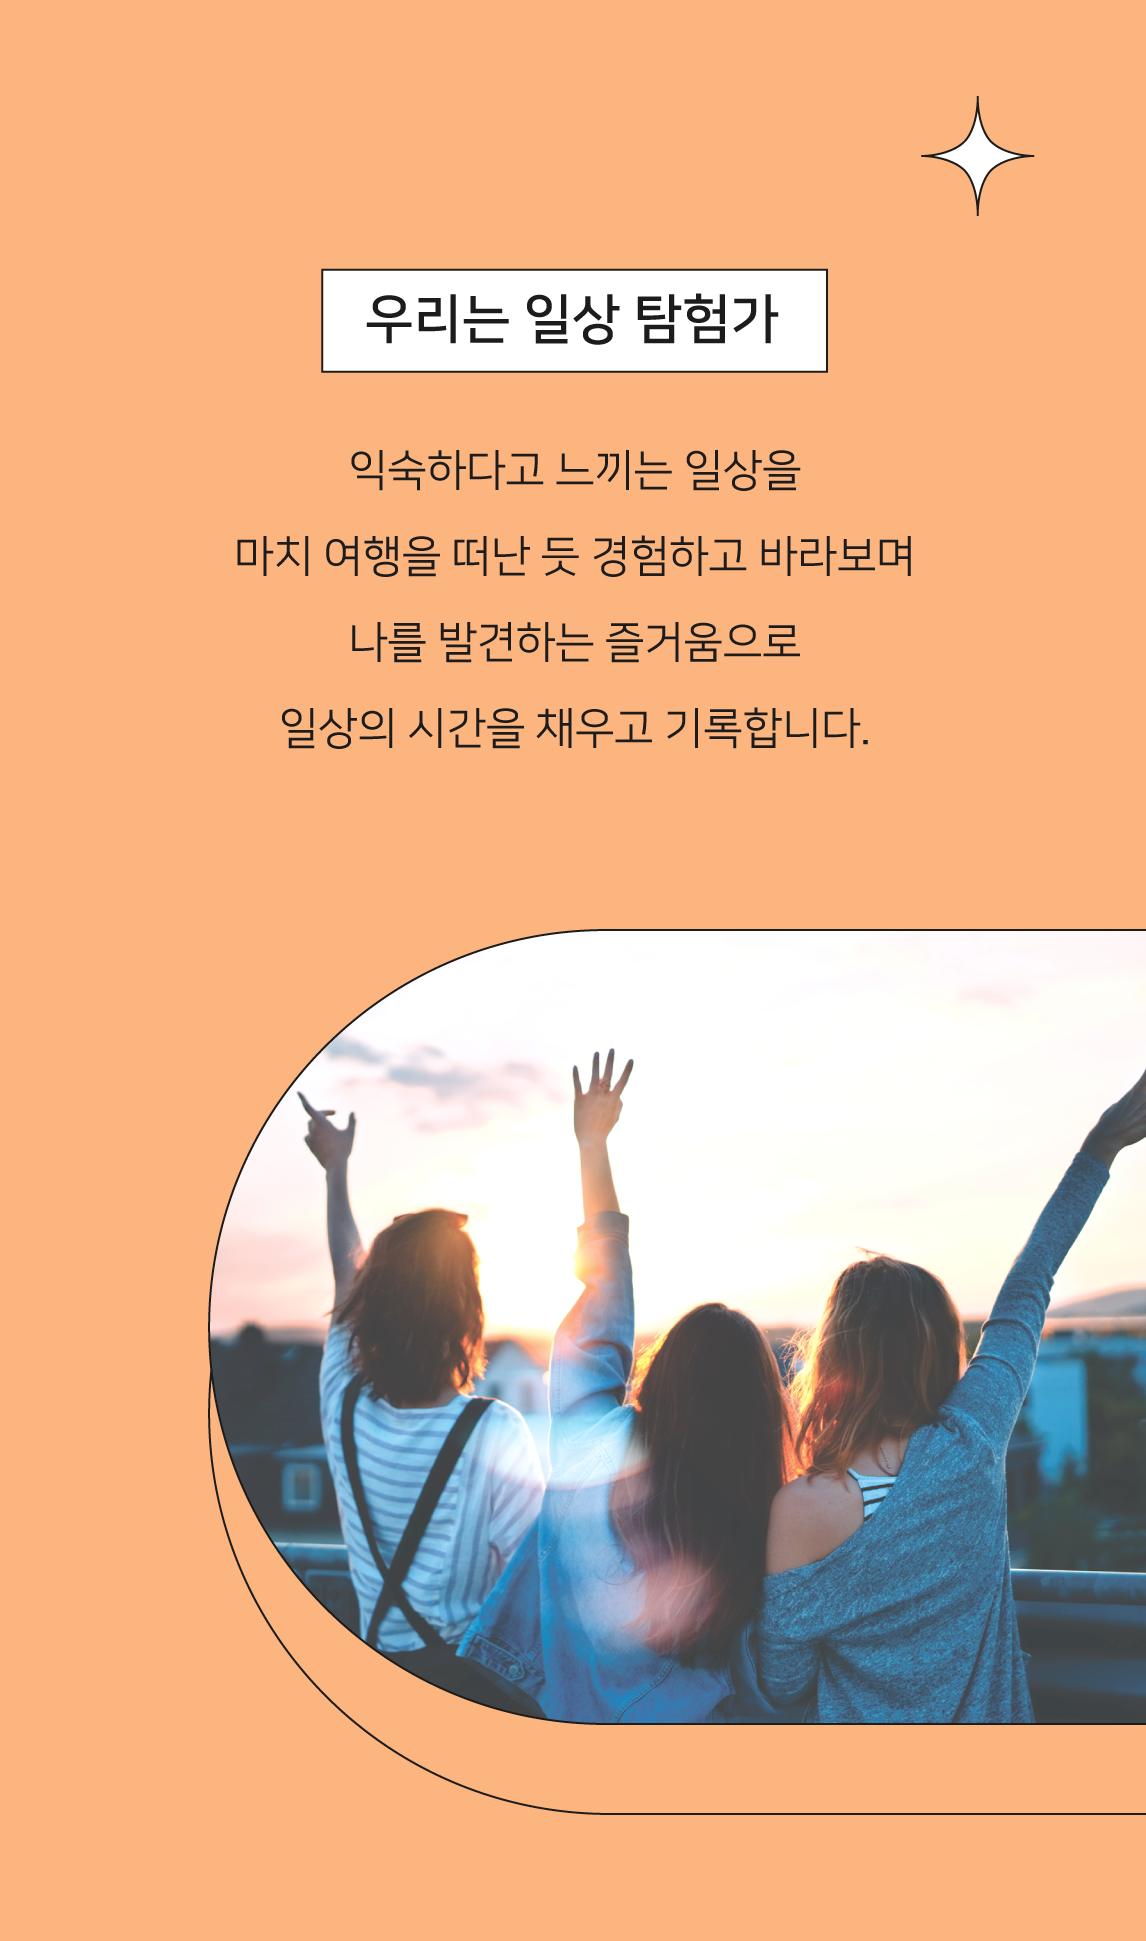 우리는 일상 탐험가
익숙하다고 느끼는 일상을
마치 여행을 떠난 듯 경험하고 바라보며
나를 발견하는 즐거움으로
일상의 시간을 채우고 기록합니다.